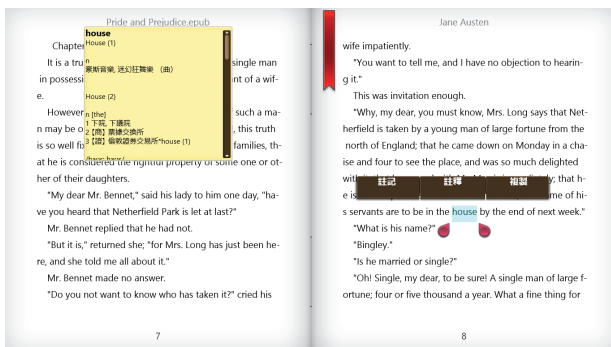 Pride and Prejudice.epub
house
House (1)
n
豪斯音樂, 迷幻狂舞樂 （曲）
House (2)
n [the]
1 下院, 下議院
2 【商】票據交換所
3 【證】倫敦證券交易所*house (1)
Chapter
It is a tru single man
in possessi nt of a wif-
e.
However such a ma-
n may be o , this truth
is so well fi families, th-
at he is considered the rightful property of some one or ot-
her of their daughters.
"My dear Mr. Bennet," said his lady to him one day, "ha-
ve you heard that Netherfield Park is let at last?"
Mr. Bennet replied that he had not.
"But it is," returned she; "for Mrs. Long has just been he-
re, and she told me all about it."
Mr. Bennet made no answer.
"Do you not want to know who has taken it?" cried his
7
Jane Austen
wife impatiently.
"You want to tell me, and I have no objection to hearin-
g it."
This was invitation enough.
"Why, my dear, you must know, Mrs. Long says that Net-
herfield is taken by a young man of large fortune from the
north of England; that he came down on Monday in a cha-
ise and four to see the place, and was so much delighted
that h-
註記 註釋 複製
e is me of hi-
s servants are to be in the house by the end of next week."
"What is his name?"
"Bingley."
"Is he married or single?"
"Oh! Single, my dear, to be sure! A single man of large f-
ortune; four or five thousand a year. What a fine thing for
8